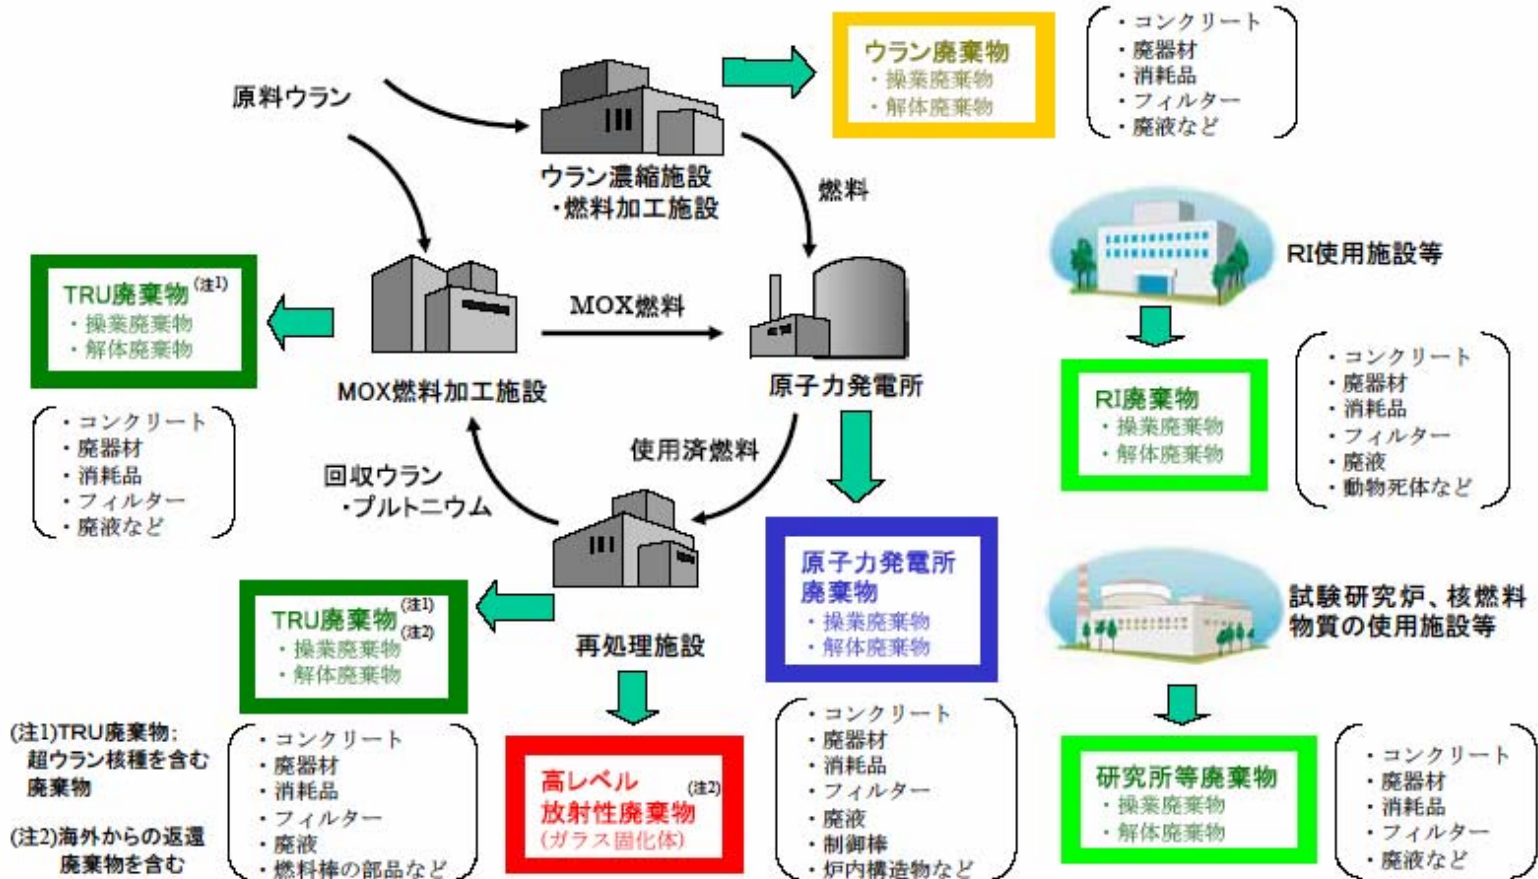 原料ウラン
ウラン濃縮施設
・燃料加工施設
ウラン廃棄物
・操業廃棄物
・解体廃棄物
・コンクリート
・廃器材
・消耗品
・フィルター
・廃液など
燃料
RI使用施設等
TRU廃棄物(注1)
・操業廃棄物
・解体廃棄物
MOX燃料
MOX燃料加工施設
原子力発電所
・コンクリート
・廃器材
・消耗品
・フィルター
・廃液など
RI廃棄物
・操業廃棄物
・解体廃棄物
・コンクリート
・廃器材
・消耗品
・フィルター
・廃液
・動物死体など
使用済燃料
回収ウラン
・プルトニウム
TRU廃棄物(注1)
(注2)
・操業廃棄物
・解体廃棄物
再処理施設
原子力発電所
廃棄物
・操業廃棄物
・解体廃棄物
試験研究炉、核燃料
物質の使用施設等
(注1)TRU廃棄物:
超ウラン核種を含む
廃棄物
(注2)海外からの返還
廃棄物を含む
・コンクリート
・廃器材
・消耗品
・フィルター
・廃液
・燃料棒の部品など
高レベル
放射性廃棄物(注2)
(ガラス固化体)
・コンクリート
・廃器材
・消耗品
・フィルター
・廃液
・制御棒
・炉内構造物など
研究所等廃棄物
・操業廃棄物
・解体廃棄物
・コンクリート
・廃器材
・消耗品
・フィルター
・廃液など